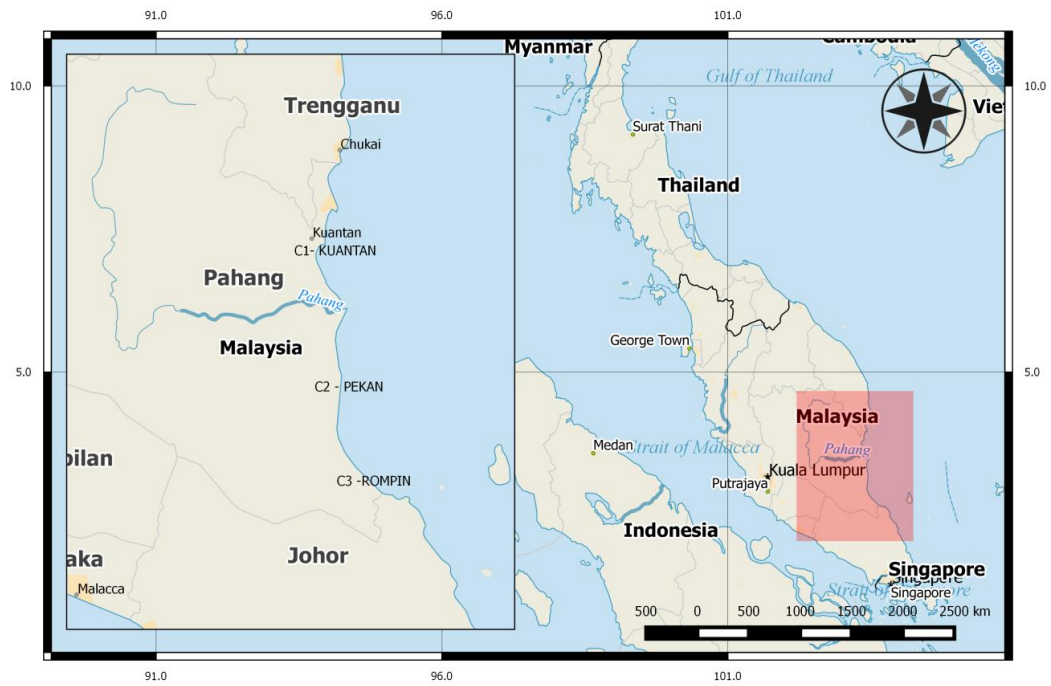 91.0
96.0
101.0
Myanmar
Cambodia
Mekong
Gulf of Thailand
10.0
10.0
Trengganu
Viet
Surat Thani
Chukai
Thailand
Kuantan
C1- KUANTAN
Pahang
Pahang
George Town
Malaysia
5.0
5.0
C2 - PEKAN
Malaysia
Medan
Strait of Malacca
Pahang
bilan
Kuala Lumpur
C3 -ROMPIN
Putrajaya
Indonesia
aka
Johor
Singapore
Singapore
Malacca
Singapore
500 0 500 1000 1500 2000 2500 km
91.0
96.0
101.0